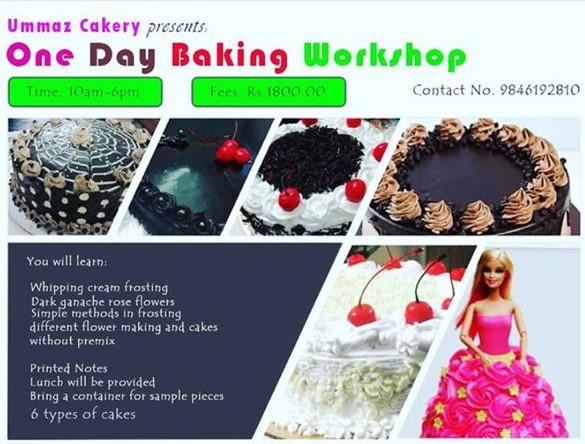 Ummaz Cakery presents:
One Day Baking Workshop
Time: 10am-6pm
Fees: Rs 1800.00
Contact No. 9846192810
You will learn:
Whipping cream frosting
Dark ganache rose flowers
Simple methods in frosting
different flower making and cakes
without premix
Printed Notes
Lunch will be provided
Bring a container for sample pieces
6 types of cakes